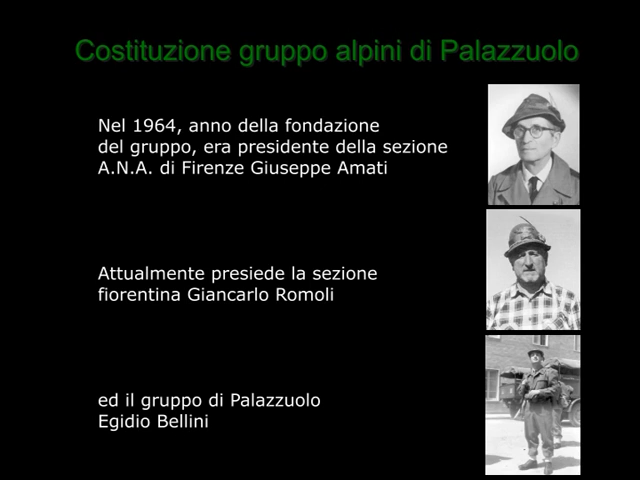 Costituzione gruppo alpini di Palazzuolo
Nel 1964, anno della fondazione
del gruppo, era presidente della sezione
A.N.A. di Firenze Giuseppe Amati
Attualmente presiede la sezione
fiorentina Giancarlo Romoli
ed il gruppo di Palazzuolo
Egidio Bellini